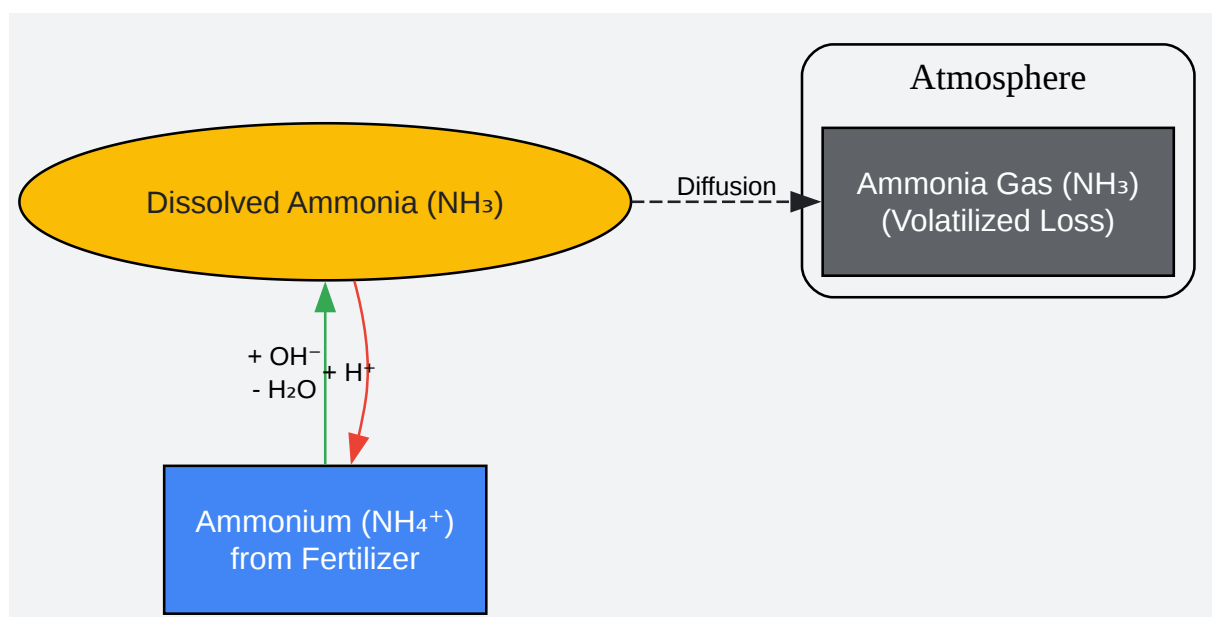 Atmosphere
Dissolved Ammonia (NH₃)
Diffusion
Ammonia Gas (NH₃)
(Volatilized Loss)
+ OH⁻
- H₂O
+ H⁺
Ammonium (NH₄⁺)
from Fertilizer